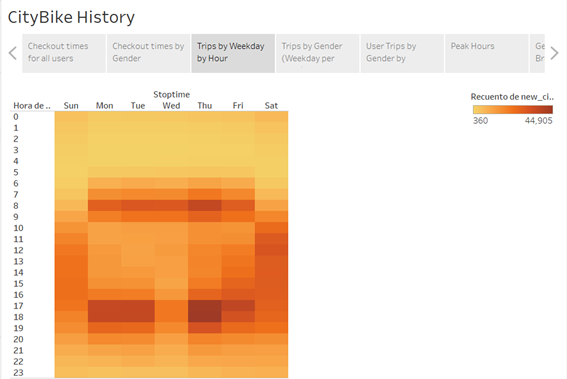 CityBike History
Checkout times
for all users
Checkout times by
Gender
Trips by Weekday
by Hour
Trips by Gender
(Weekday per
User Trips by
Gender by
Peak Hours
Ge
Br
Stoptime
Hora de .. Sun Mon Tue Wed Thu Fri Sat
Recuento de new_ci..
360 44,905
0
1
2
3
4
5
6
7
8
9
10
11
12
13
14
15
16
17
18
19
20
21
22
23